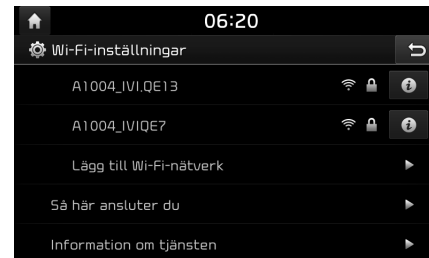 06:20
Wi-Fi-inställningar
A1004_IVI,QE13
A1004_IVIQE7
Lägg till Wi-Fi-nätverk
Så här ansluter du
Information om tjänsten